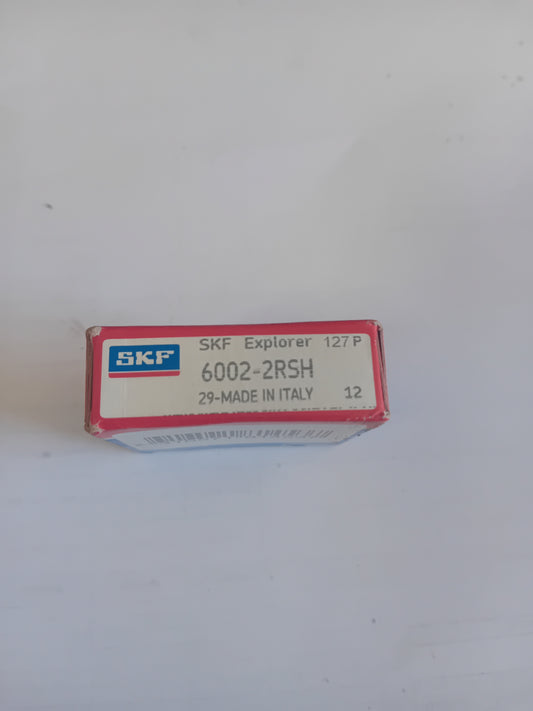 SKF
SKF Explorer 127 P
6002-2RSH
29-MADE IN ITALY 12